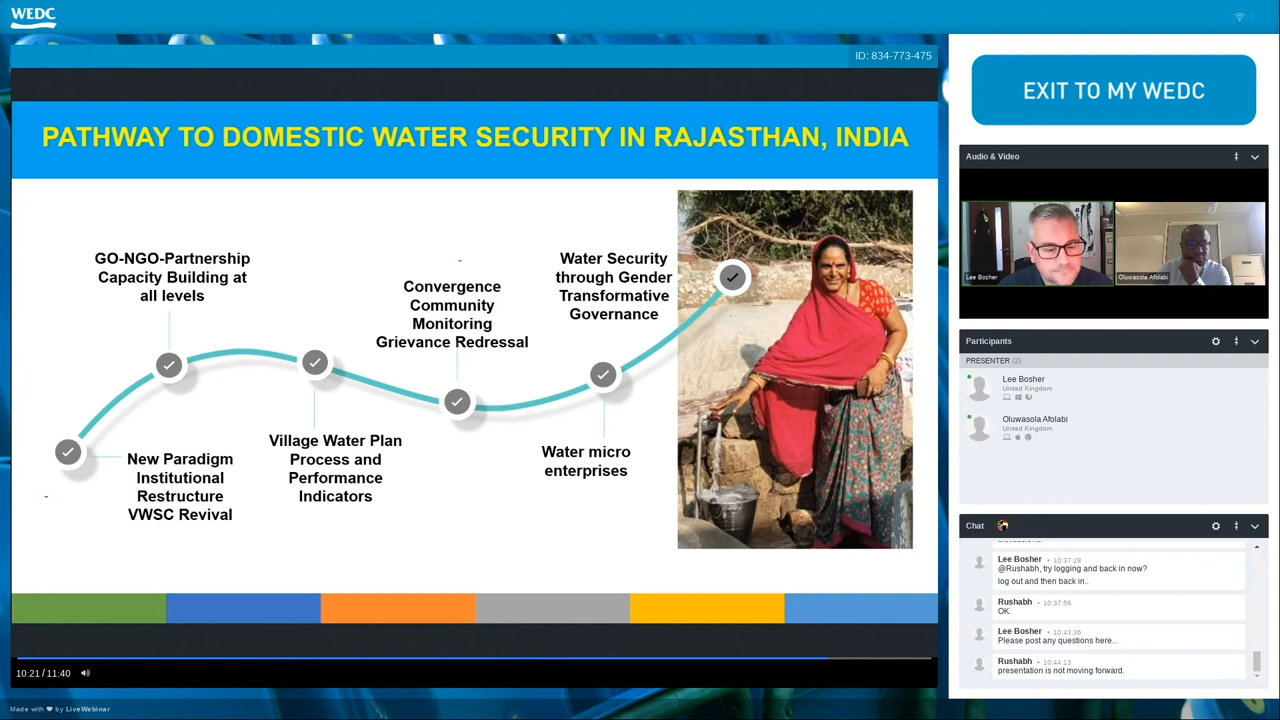 WEDC
ID: 834-773-475
PATHWAY TO DOMESTIC WATER SECURITY IN RAJASTHAN, INDIA
GO-NGO-Partnership
Capacity Building at
all levels
Convergence
Community
Monitoring
Grievance Redressal
Water Security
through Gender
Transformative
Governance
New Paradigm
Institutional
Restructure
VWSC Revival
Village Water Plan
Process and
Performance
Indicators
Water micro
enterprises
10:21 / 11:40
Made with ❤ by LiveWebinar
EXIT TO MY WEDC
Audio & Video
Lee Bosher
Oluwasola Afolabi
Participants
PRESENTER (2)
Lee Bosher
United Kingdom
Oluwasola Afolabi
United Kingdom
Chat
Lee Bosher • 10:37:28
@Rushabh, try logging and back in now?
log out and then back in..
Rushabh • 10:37:56
OK.
Lee Bosher • 10:43:36
Please post any questions here...
Rushabh • 10:44:13
presentation is not moving forward.